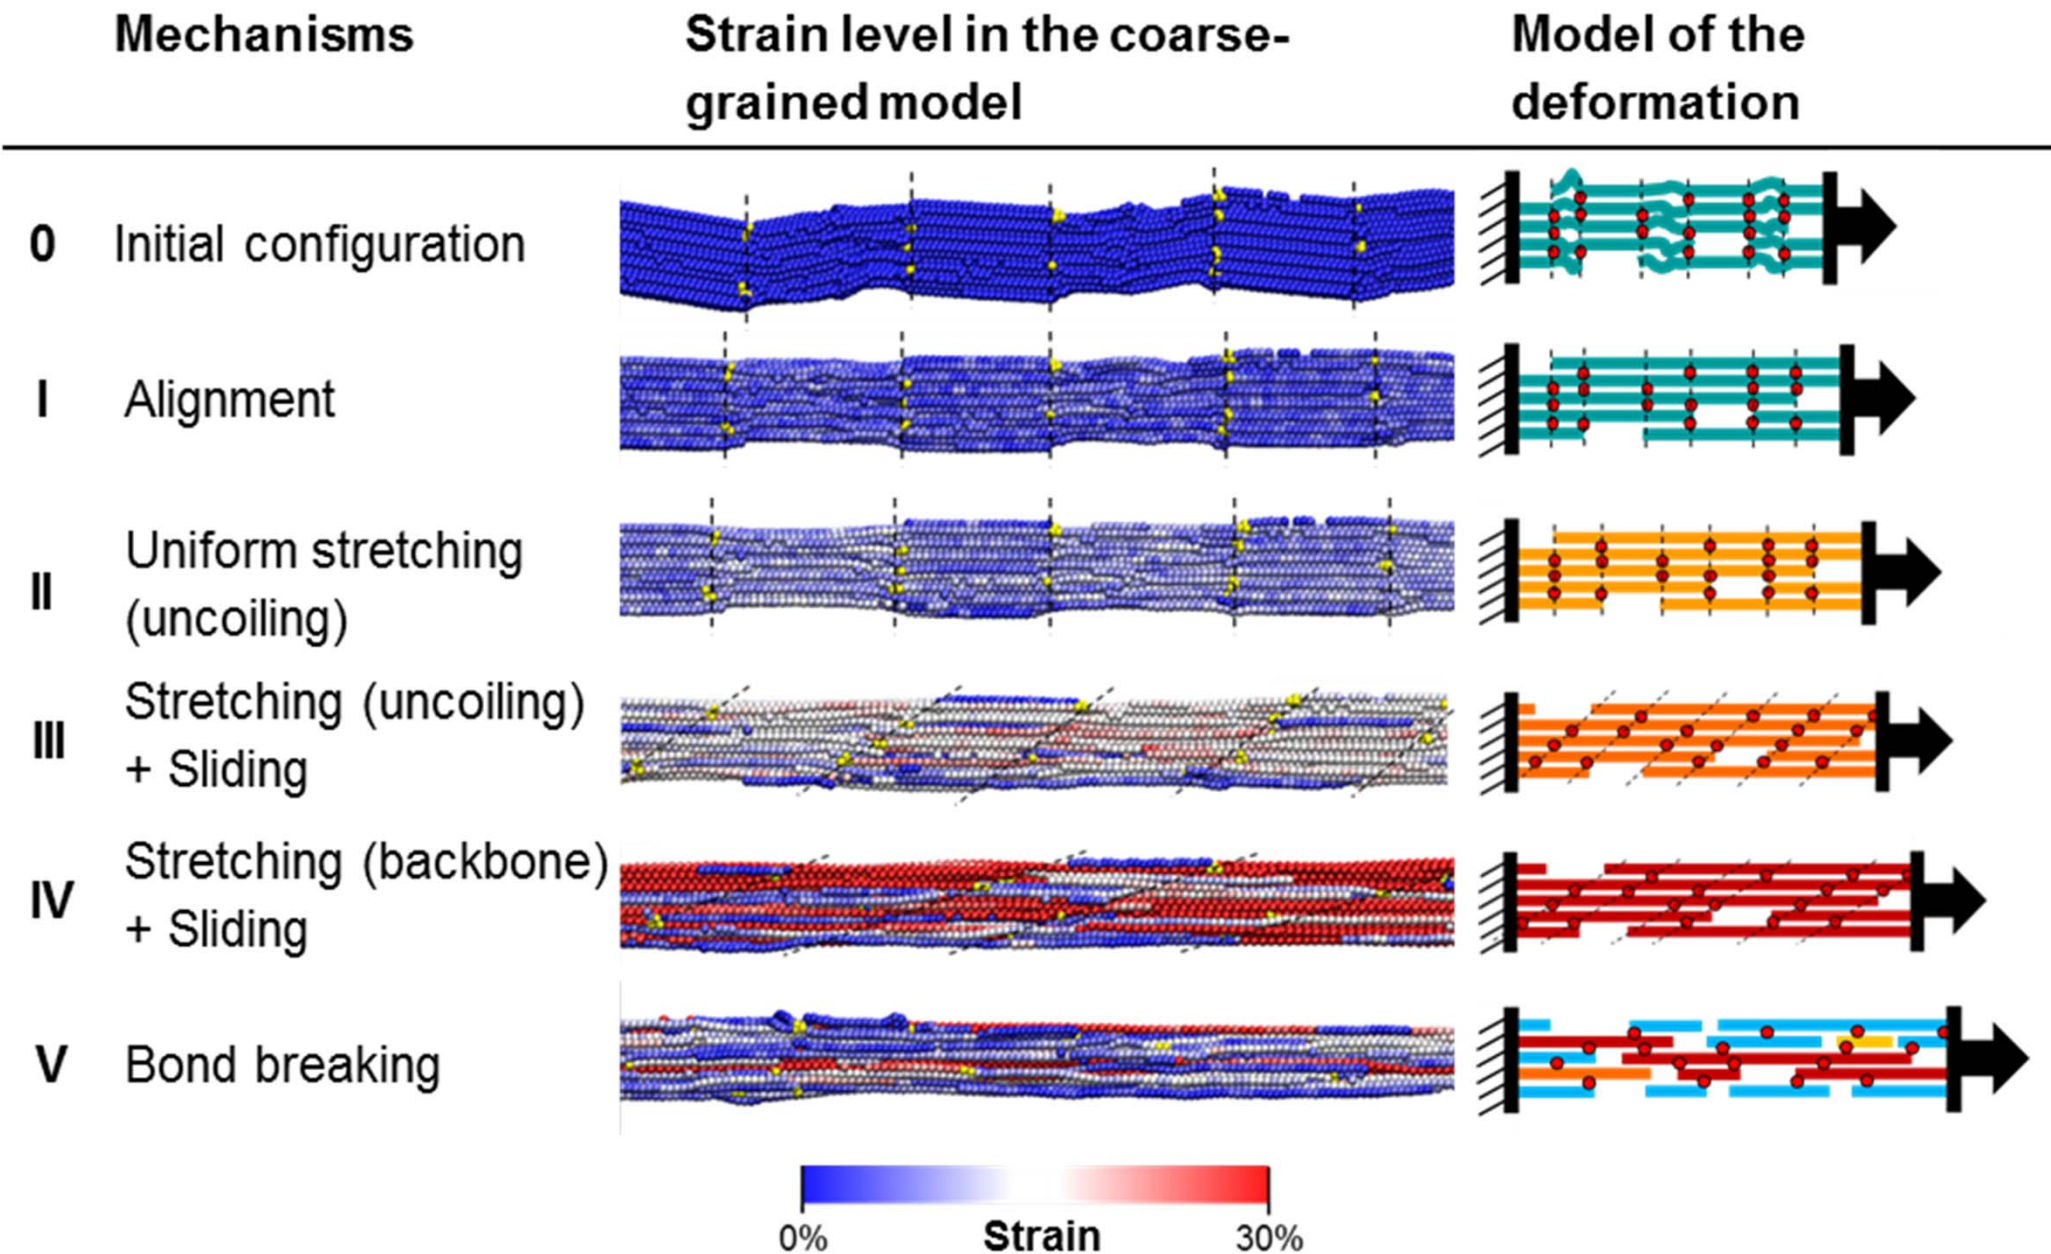 Mechanisms
Strain level in the coarse-
grained model
Model of the
deformation
0 Initial configuration
I Alignment
II Uniform stretching
(uncoiling)
III Stretching (uncoiling)
+ Sliding
IV Stretching (backbone)
+ Sliding
V Bond breaking
0% Strain 30%